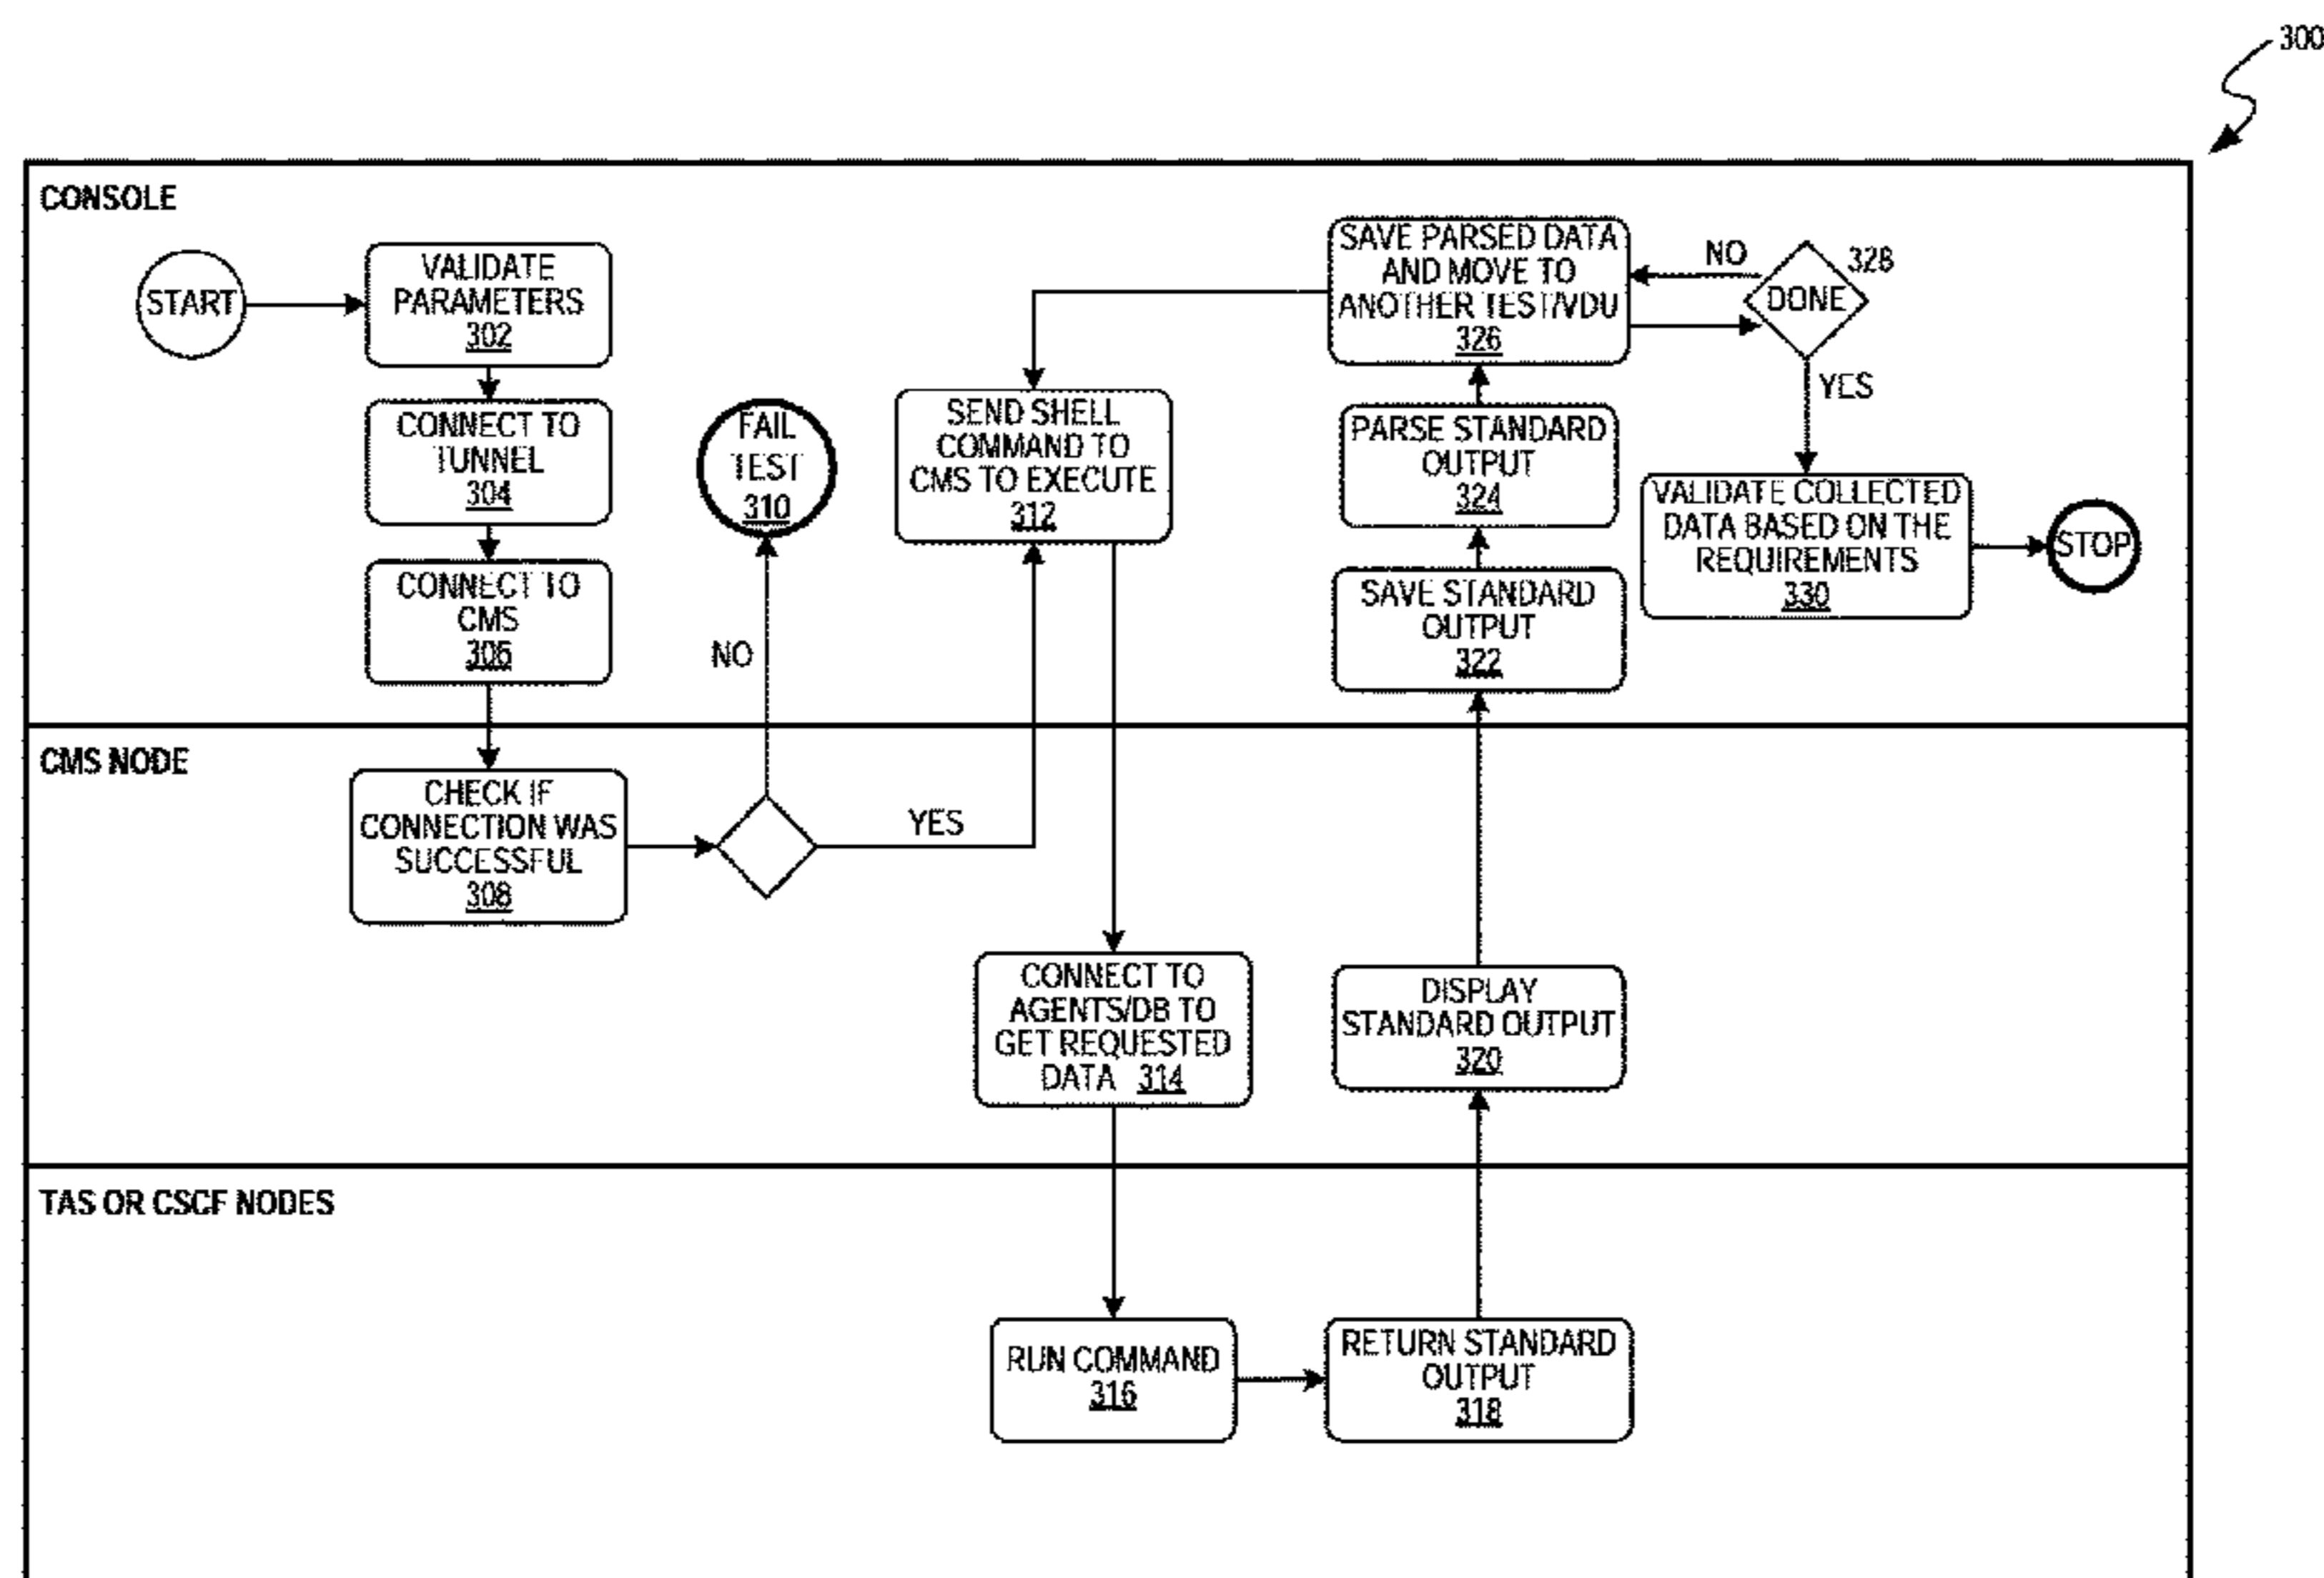 300
CONSOLE
START
VALIDATE
PARAMETERS
302
CONNECT TO
TUNNEL
304
CONNECT TO
CMS
306
FAIL
TEST
310
NO
SEND SHELL
COMMAND TO
CMS TO EXECUTE
312
SAVE PARSED DATA
AND MOVE TO
ANOTHER TEST/VDU
326
NO
328
DONE
YES
PARSE STANDARD
OUTPUT
324
SAVE STANDARD
OUTPUT
322
VALIDATE COLLECTED
DATA BASED ON THE
REQUIREMENTS
330
STOP
CMS NODE
CHECK IF
CONNECTION WAS
SUCCESSFUL
308
YES
CONNECT TO
AGENTS/DB TO
GET REQUESTED
DATA 314
DISPLAY
STANDARD OUTPUT
320
TAS OR CSCF NODES
RUN COMMAND
316
RETURN STANDARD
OUTPUT
318